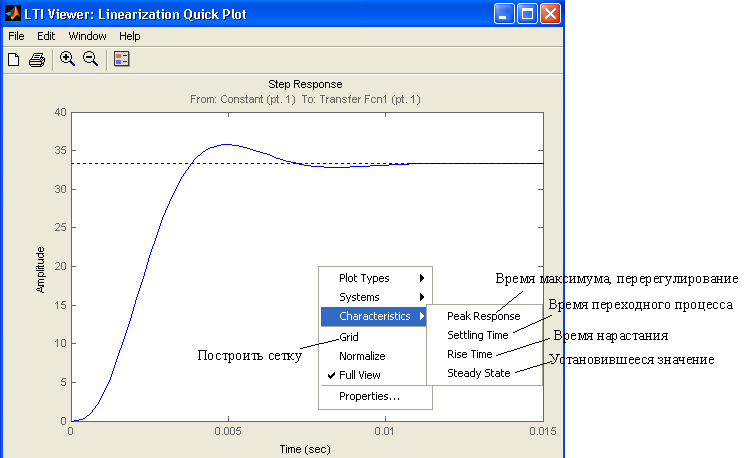 LTI Viewer: Linearization Quick Plot
File Edit Window Help
Step Response
From: Constant (pt. 1) To: Transfer Fcn1 (pt. 1)
40
35
30
25
20
15
10
5
0
Amplitude
0 0.005 0.01 0.015
Time (sec)
Plot Types
Systems
Characteristics
Grid
Normalize
Full View
Properties...
Peak Response
Settling Time
Rise Time
Steady State
Время максимума, перерегулирование
Время переходного процесса
Время нарастания
Установившееся значение
Построить сетку